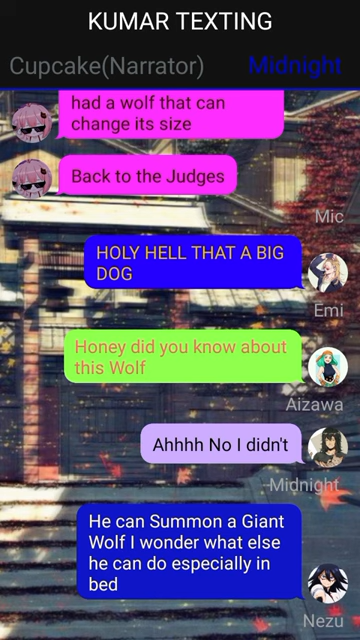 KUMAR TEXTING
Cupcake(Narrator)
Midnight
had a wolf that can
change its size
Back to the Judges
Mic
HOLY HELL THAT A BIG
DOG
Emi
Honey did you know about
this Wolf
Aizawa
Ahhhh No I didn't
Midnight
He can Summon a Giant
Wolf I wonder what else
he can do especially in
bed
Nezu